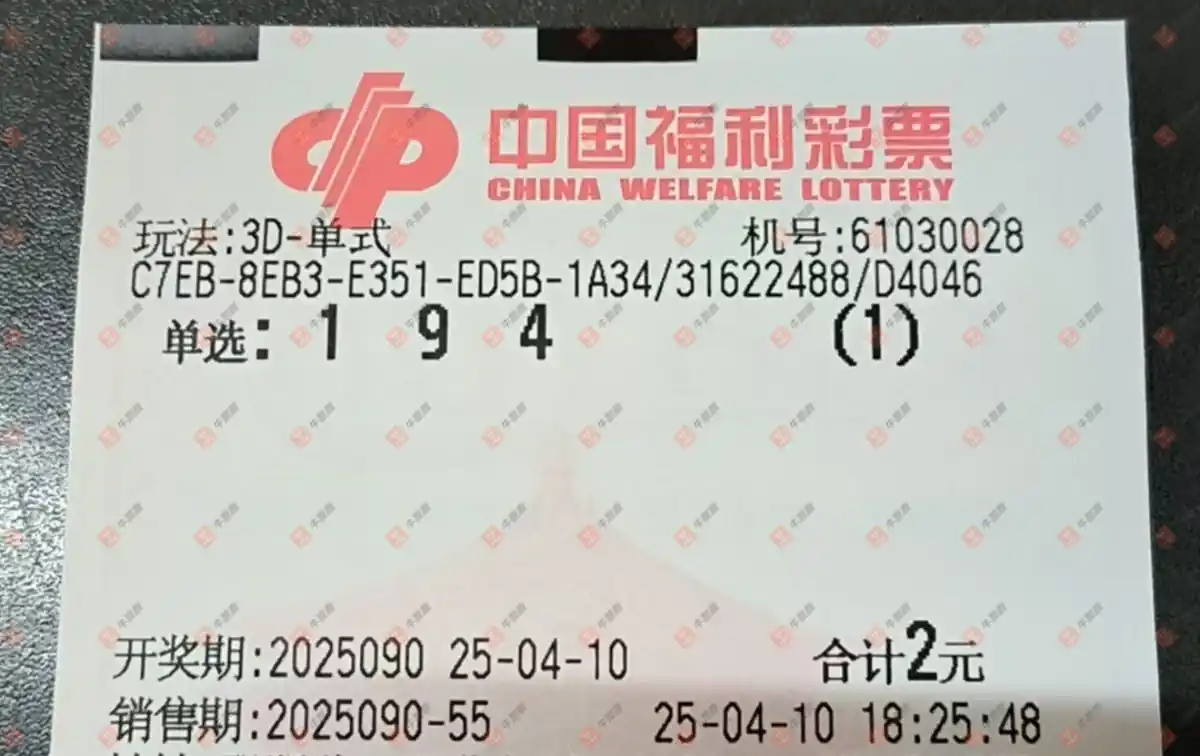 中国福利彩票
CHINA WELFARE LOTTERY
玩法:3D-单式 机号:61030028
C7EB-8EB3-E351-ED5B-1A34/31622488/D4046
单选: 1 9 4 (1)
开奖期:2025090 25-04-10 合计2元
销售期:2025090-55 25-04-10 18:25:48